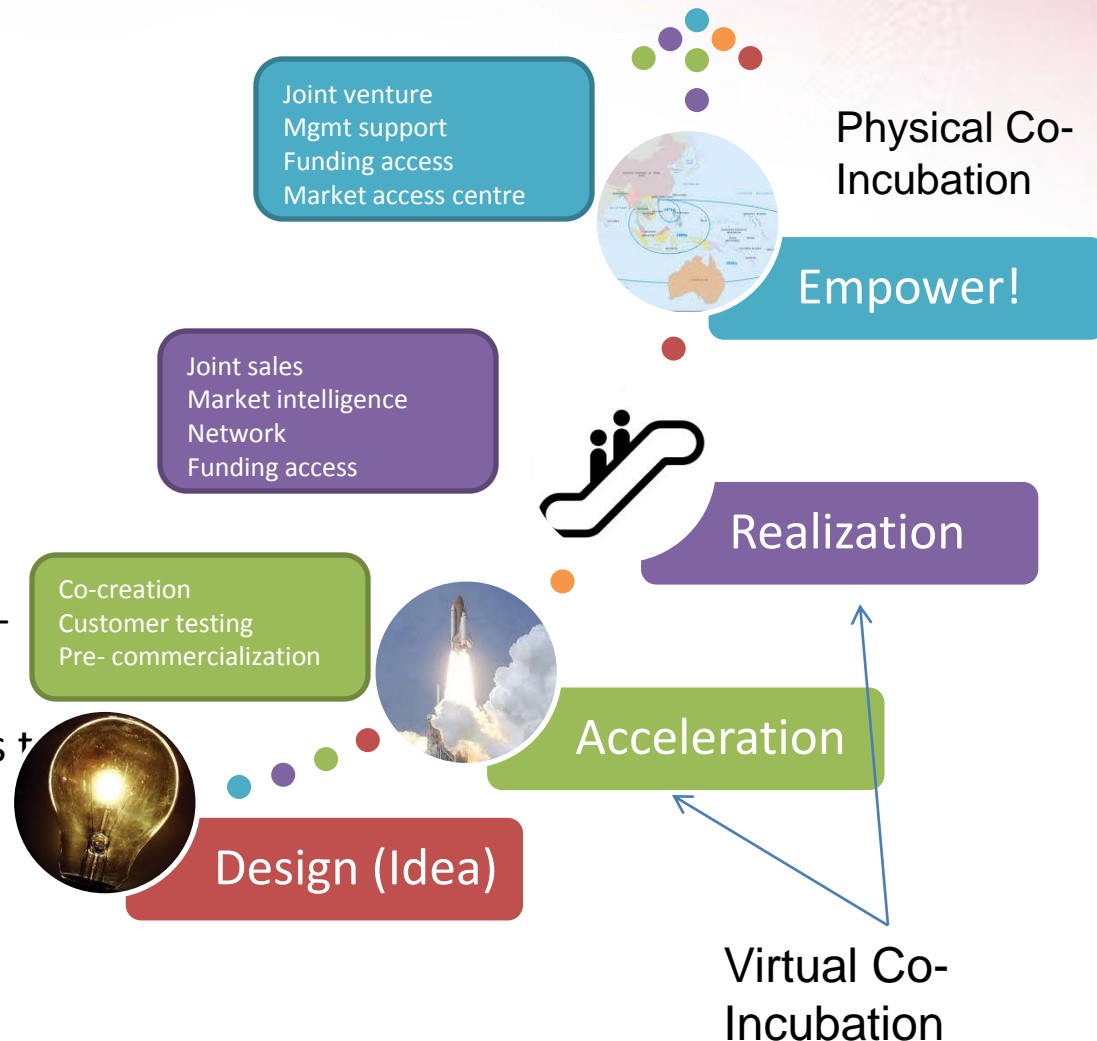 Joint venture
Mgmt support
Funding access
Market access centre
Physical Co-
Incubation
Empower!
Joint sales
Market intelligence
Network
Funding access
Realization
Co-creation
Customer testing
Pre- commercialization
Acceleration
Design (Idea)
Virtual Co-
Incubation